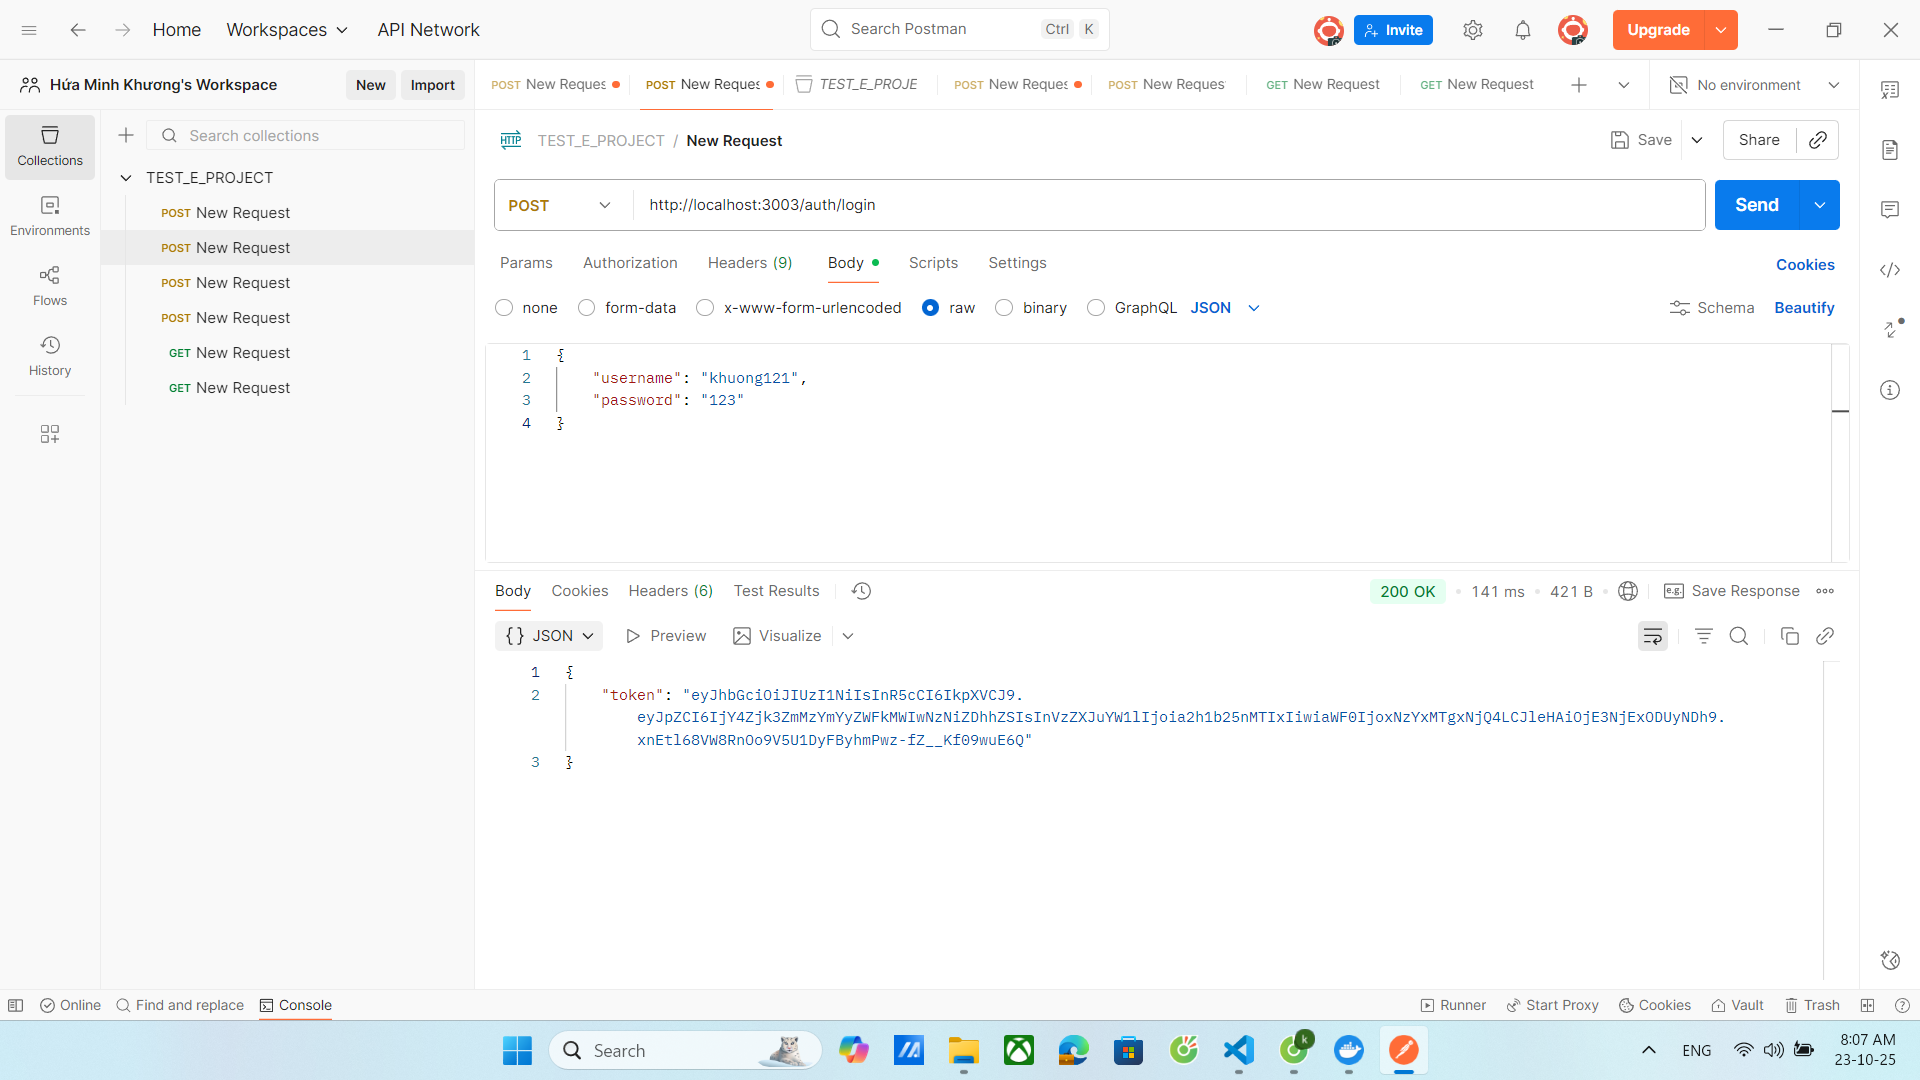 Home
Workspaces
API Network
Search Postman
Ctrl K
Invite
Upgrade
Hứa Minh Khương's Workspace
New
Import
POST New Reques
POST New Reques
TEST_E_PROJE
POST New Reques
POST New Reques
GET New Request
GET New Request
No environment
Collections
Environments
Flows
History
Search collections
TEST_E_PROJECT
POST New Request
POST New Request
POST New Request
POST New Request
GET New Request
GET New Request
HTTP TEST_E_PROJECT / New Request
Save
Share
POST http://localhost:3003/auth/login
Send
Params Authorization Headers (9) Body Scripts Settings
Cookies
none form-data x-www-form-urlencoded raw binary GraphQL JSON
Schema Beautify
1 {
2 "username": "khuong121",
3 "password": "123"
4 }
Body Cookies Headers (6) Test Results
200 OK • 141 ms • 421 B
e.g. Save Response
{} JSON Preview Visualize
1 {
2 "token": "eyJhbGciOiJIUzI1NiIsInR5cCI6IkpXVCJ9.
eyJpZCI6IjY4Zjk3ZmMzYmYyZWFkMWIwNzNiZDhhZSIsInVzZXJuYW1lIjoia2h1b25nMTIxIiwiaWF0IjoxNzYxMTgxNjQ4LCJleHAiOjE3NjExODUyNDh9.
xnEtl68VW8RnOo9V5U1DyFByhmPwz-fZ__Kf09wuE6Q"
3 }
Online Find and replace Console
Runner Start Proxy Cookies Vault Trash
Search
k
ENG
8:07 AM
23-10-25